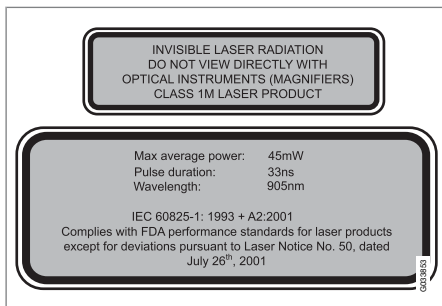 INVISIBLE LASER RADIATION
DO NOT VIEW DIRECTLY WITH
OPTICAL INSTRUMENTS (MAGNIFIERS)
CLASS 1M LASER PRODUCT
Max average power: 45mW
Pulse duration: 33ns
Wavelength: 905nm
IEC 60825-1: 1993 + A2:2001
Complies with FDA performance standards for laser products
except for deviations pursuant to Laser Notice No. 50, dated
July 26th, 2001
G033853